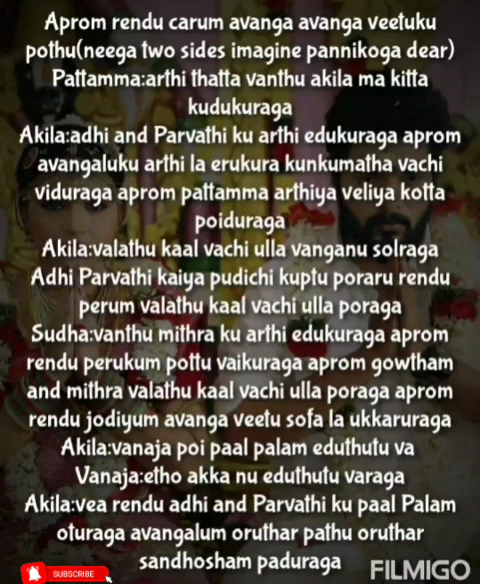 Aprom rendu carum avanga avanga veetuku
pothu(neega two sides imagine pannikoga dear)
Pattamma:arthi thatta vanthu akila ma kitta
kudukuraga
Akila:adhi and Parvathi ku arthi edukuraga aprom
avangaluku arthi la erukura kunkumatha vachi
viduraga aprom pattamma arthiya veliya kotta
poiduraga
Akila:valathu kaal vachi ulla vanganu solraga
Adhi Parvathi kaiya pudichi kuptu poraru rendu
perum valathu kaal vachi ulla poraga
Sudha:vanthu mithra ku arthi edukuraga aprom
rendu perukum pottu vaikuraga aprom gowtham
and mithra valathu kaal vachi ulla poraga aprom
rendu jodiyum avanga veetu sofa la ukkaruraga
Akila:vanaja poi paal palam eduthutu va
Vanaja:etho akka nu eduthutu varaga
Akila:vea rendu adhi and Parvathi ku paal Palam
oturaga avangalum oruthar pathu oruthar
sandhosham paduraga
SUBSCRIBE
FILMIGO